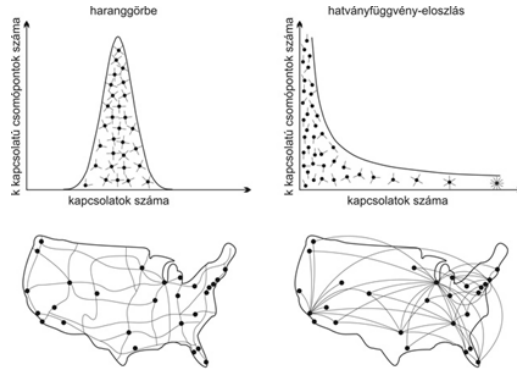 haranggörbe
hatványfüggvény-eloszlás
k kapcsolatú csomópontok száma
kapcsolatok száma
k kapcsolatú csomópontok száma
kapcsolatok száma